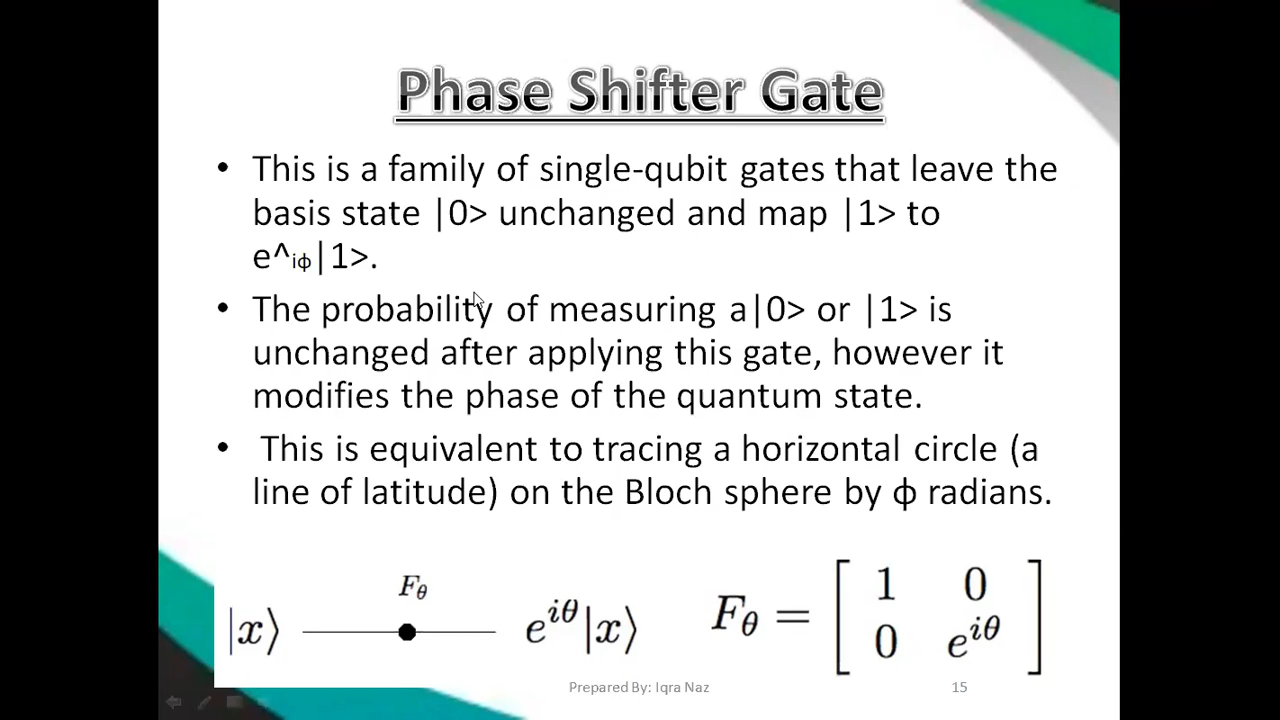 Phase Shifter Gate
• This is a family of single-qubit gates that leave the
basis state |0> unchanged and map |1> to
e^iϕ|1>.
• The probability of measuring a|0> or |1> is
unchanged after applying this gate, however it
modifies the phase of the quantum state.
• This is equivalent to tracing a horizontal circle (a
line of latitude) on the Bloch sphere by ϕ radians.
Fθ
|x⟩ e^{iθ}|x⟩ Fθ = [ 1 0
0 e^{iθ} ]
Prepared By: Iqra Naz 15